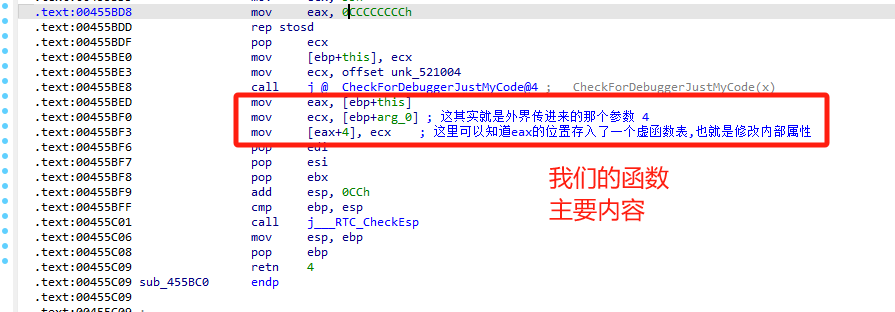 .text:00455BD8 mov eax, 0CCCCCCCCh
.text:00455BDD rep stosd
.text:00455BDF pop ecx
.text:00455BE0 mov [ebp+this], ecx
.text:00455BE3 mov ecx, offset unk_521004
.text:00455BE8 call j_@__CheckForDebuggerJustMyCode@4 ; __CheckForDebuggerJustMyCode(x)
.text:00455BED mov eax, [ebp+this]
.text:00455BF0 mov ecx, [ebp+arg_0] ; 这其实就是外界传进来的那个参数 4
.text:00455BF3 mov [eax+4], ecx ; 这里可以知道eax的位置存入了一个虚函数表,也就是修改内部属性
.text:00455BF6 pop edi
.text:00455BF7 pop esi
.text:00455BF8 pop ebx
.text:00455BF9 add esp, 0CCh
.text:00455BFF cmp ebp, esp
.text:00455C01 call j___RTC_CheckEsp
.text:00455C06 mov esp, ebp
.text:00455C08 pop ebp
.text:00455C09 retn 4
.text:00455C09 sub_455BC0 endp
.text:00455C09
我们的函数
主要内容